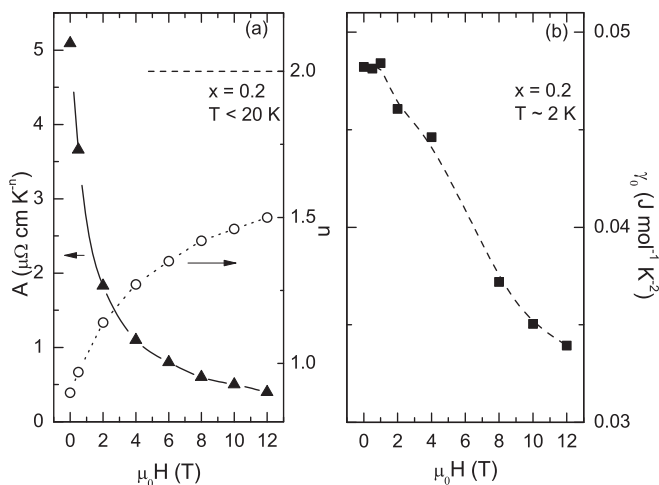 (a)
x = 0.2
T < 20 K
A (μΩ cm K⁻ⁿ)
5
4
3
2
1
0
2.0
1.5
1.0
n
0 2 4 6 8 10 12
μ₀H (T)
(b)
x = 0.2
T ~ 2 K
0.05
0.04
0.03
γ₀ (J mol⁻¹ K⁻²)
0 2 4 6 8 10 12
μ₀H (T)